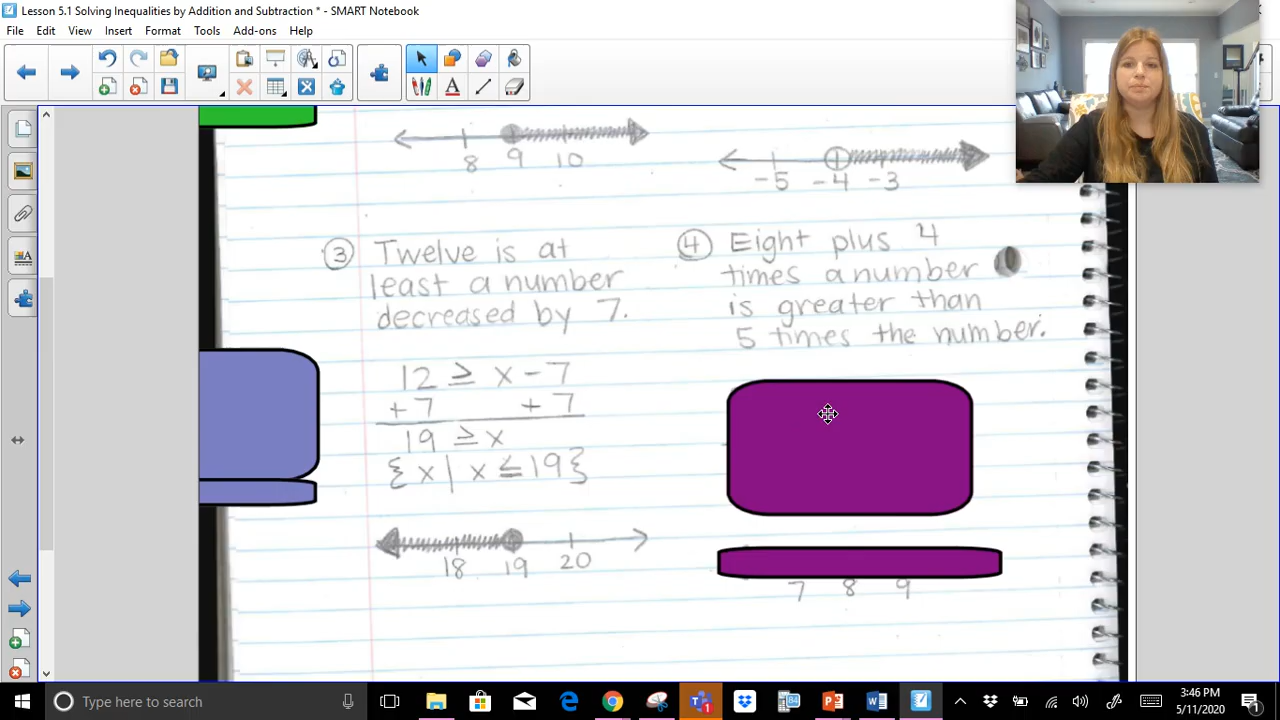 Lesson 5.1 Solving Inequalities by Addition and Subtraction * - SMART Notebook
File Edit View Insert Format Tools Add-ons Help
8 9 10
-5 -4 -3
③ Twelve is at
least a number
decreased by 7.
12 ≥ x - 7
+ 7 + 7
19 ≥ x
{ x | x ≤ 19 }
18 19 20
④ Eight plus 4
times a number
is greater than
5 times the number.
7 8 9
Type here to search
1
3:46 PM
5/11/2020
1